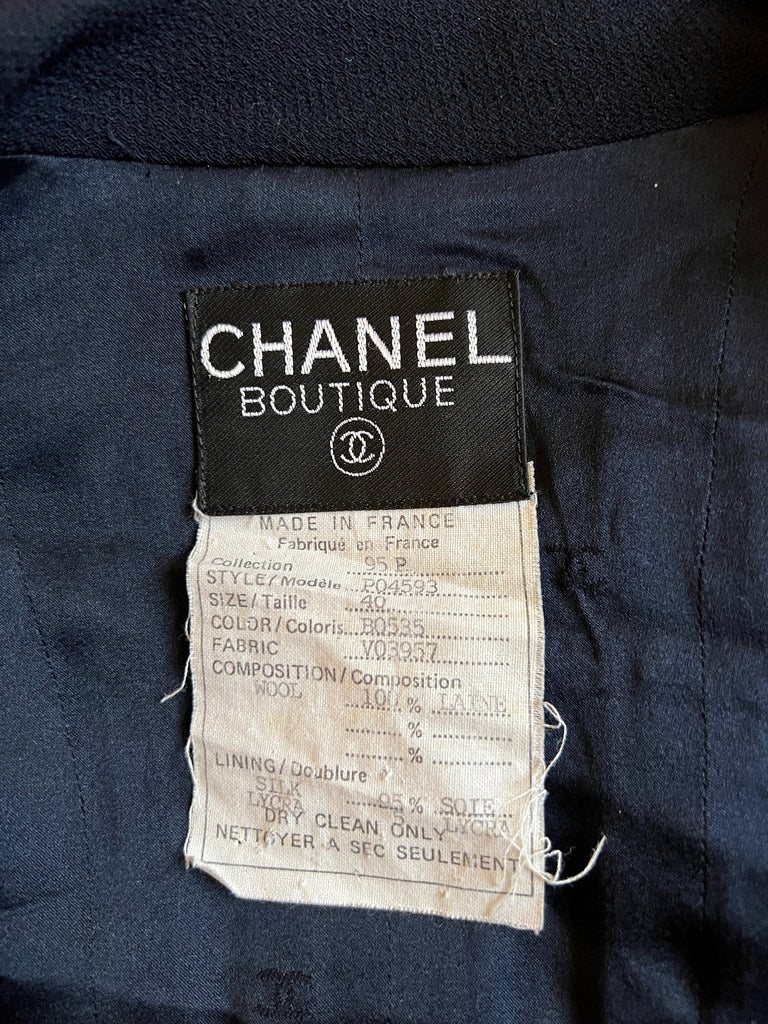 CHANEL
BOUTIQUE
MADE IN FRANCE
Fabriqué en France
Collection 95 P
STYLE/Modèle P04593
SIZE/Taille 40
COLOR/Coloris B0535
FABRIC V03957
COMPOSITION/Composition
WOOL 100 % LAINE
%
%
LINING/Doublure
SILK 95 % SOIE
LYCRA 5 LYCRA
DRY CLEAN ONLY
NETTOYER A SEC SEULEMENT